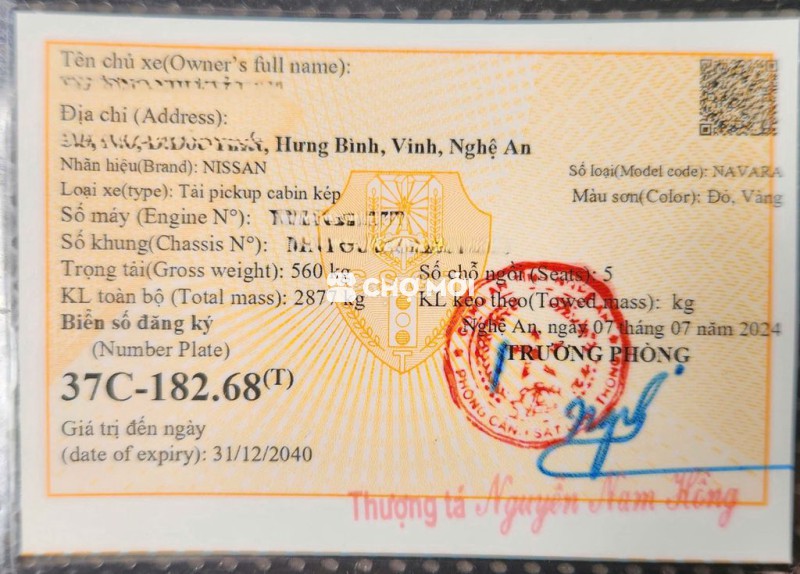 Tên chủ xe(Owner's full name):
Địa chỉ (Address):
Hưng Bình, Vinh, Nghệ An
Nhãn hiệu(Brand): NISSAN
Số loại(Model code): NAVARA
Loại xe(type): Tải pickup cabin kép
Màu sơn(Color): Đỏ, Vàng
Số máy (Engine N°):
Số khung(Chassis N°):
Trọng tải(Gross weight): 560 kg
Số chỗ ngồi (Seats): 5
CHỢ MỚI
KL toàn bộ (Total mass): 2877 kg
KL kéo theo(Towed mass): kg
Biển số đăng ký
Nghệ An, ngày 07 tháng 07 năm 2024
(Number Plate)
TRƯỞNG PHÒNG
37C-182.68(T)
PHÒNG CẢNH SÁT
Giá trị đến ngày
(date of expiry): 31/12/2040
Thượng tá Nguyễn Nam Hồng